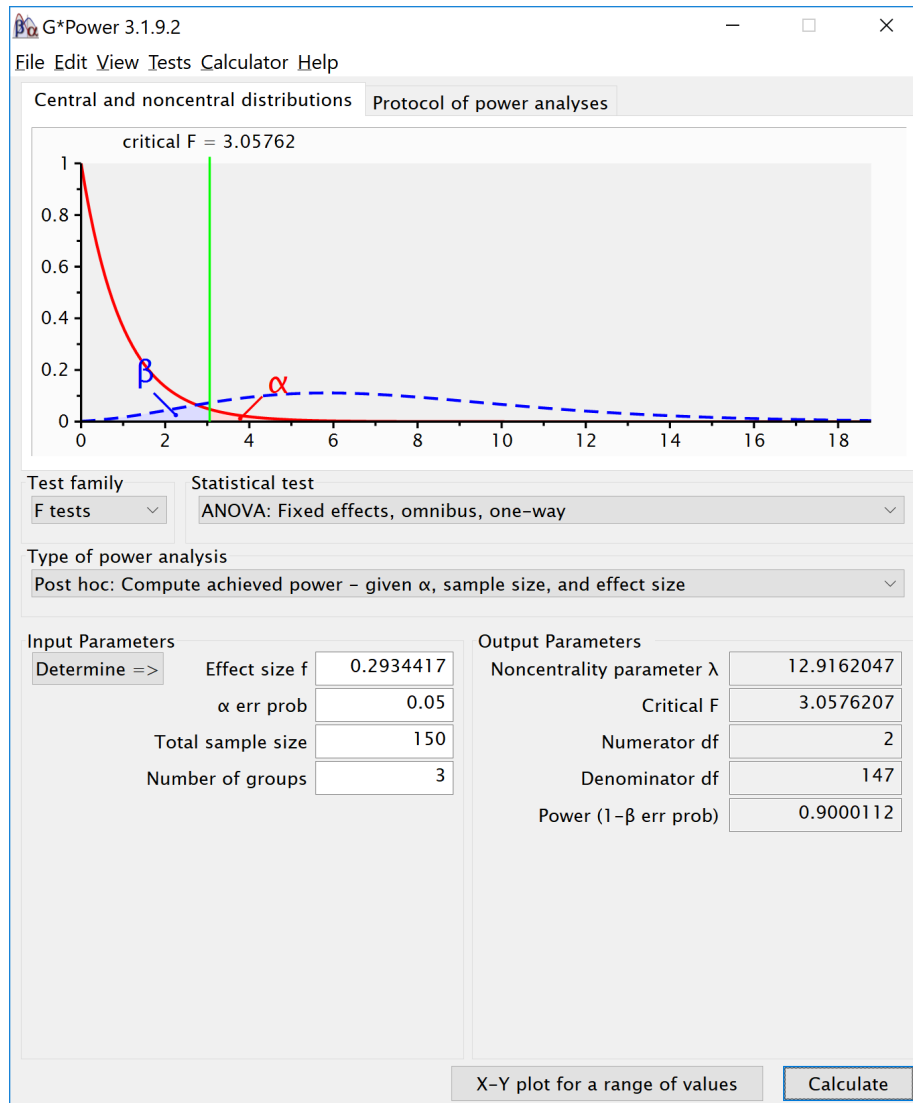 G*Power 3.1.9.2
File Edit View Tests Calculator Help
Central and noncentral distributions
Protocol of power analyses
critical F = 3.05762
1
0.8
0.6
0.4
0.2
0
β
α
0 2 4 6 8 10 12 14 16 18
Test family
Statistical test
F tests
ANOVA: Fixed effects, omnibus, one-way
Type of power analysis
Post hoc: Compute achieved power – given α, sample size, and effect size
Input Parameters
Determine =>
Effect size f 0.2934417
α err prob 0.05
Total sample size 150
Number of groups 3
Output Parameters
Noncentrality parameter λ 12.9162047
Critical F 3.0576207
Numerator df 2
Denominator df 147
Power (1-β err prob) 0.9000112
X-Y plot for a range of values
Calculate